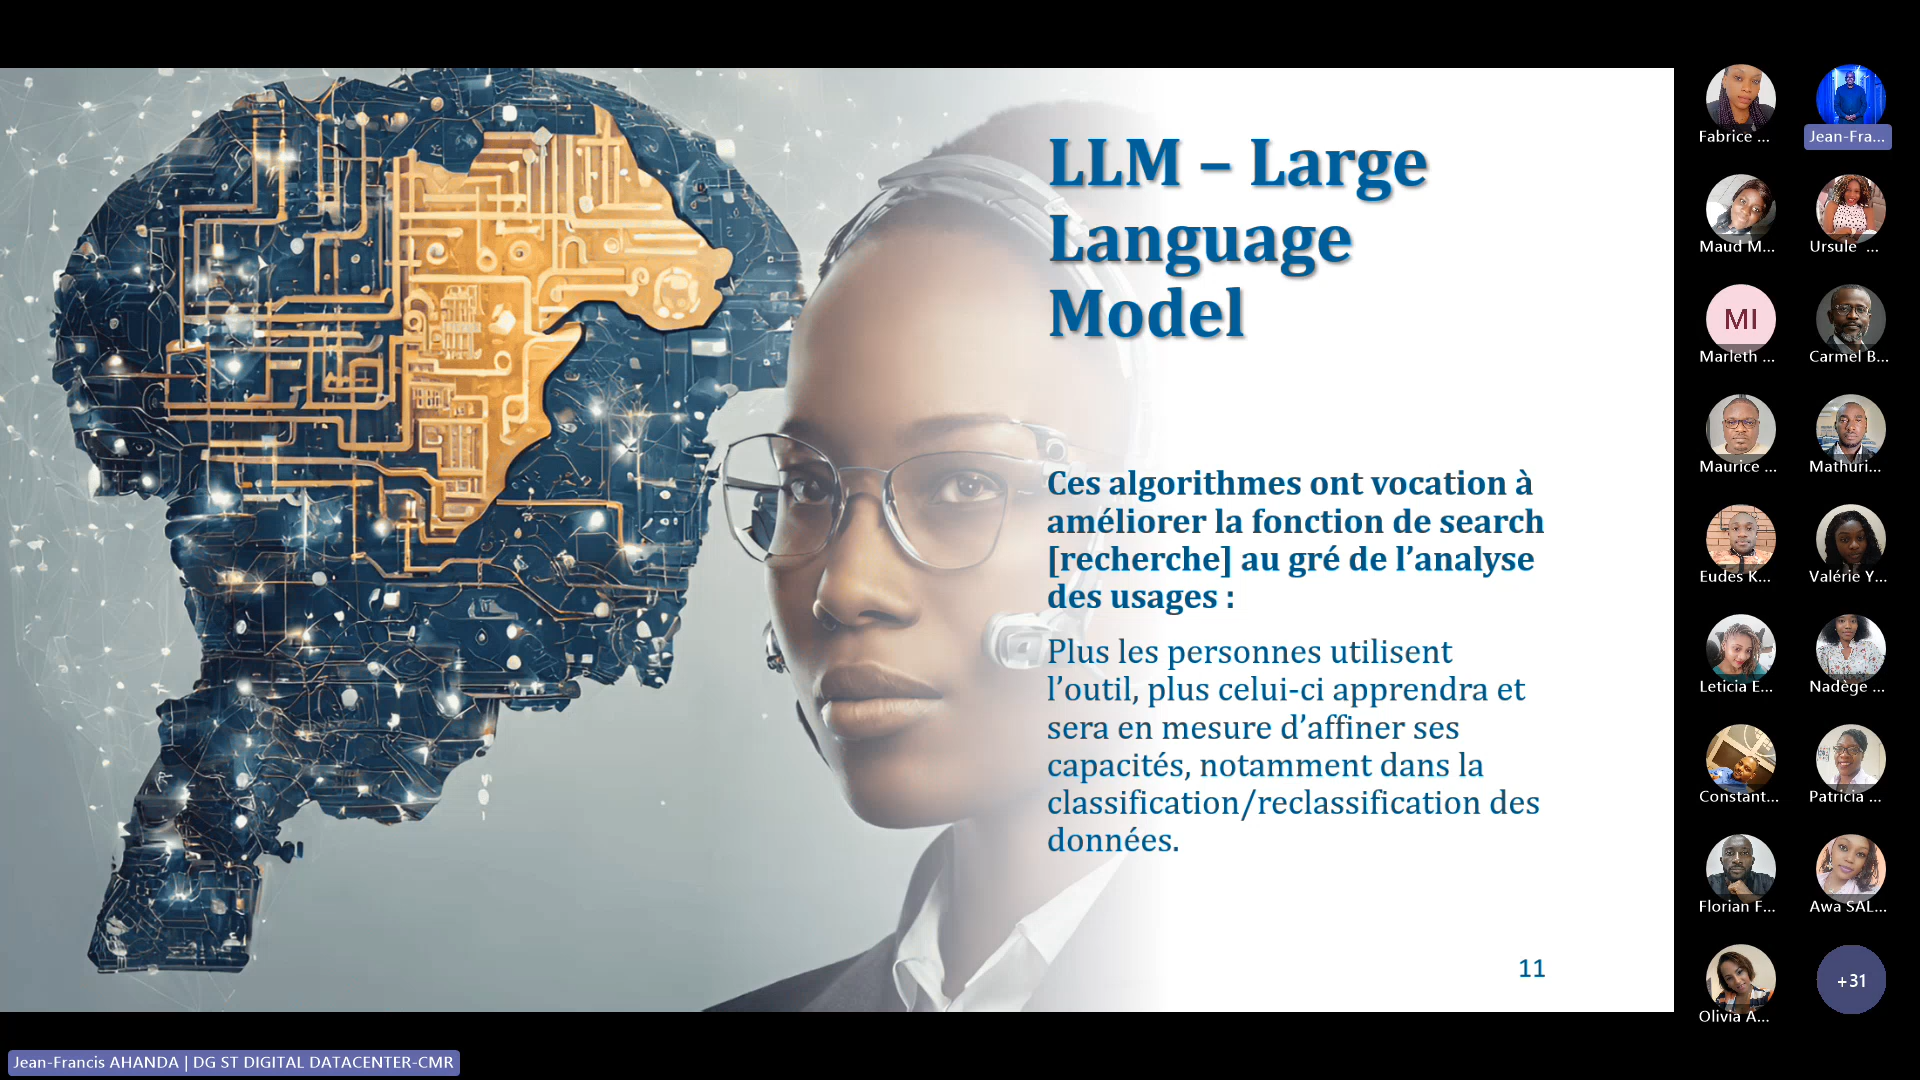 LLM – Large
Language
Model
Ces algorithmes ont vocation à
améliorer la fonction de search
[recherche] au gré de l’analyse
des usages :
Plus les personnes utilisent
l’outil, plus celui-ci apprendra et
sera en mesure d’affiner ses
capacités, notamment dans la
classification/reclassification des
données.
11
Fabrice ...
Jean-Fra...
Maud M...
Ursule ...
MI
Marleth ...
Carmel B...
Maurice ...
Mathuri...
Eudes K...
Valérie Y...
Leticia E...
Nadège ...
Constant...
Patricia ...
Florian F...
Awa SAL...
Olivia A...
+31
Jean-Francis AHANDA | DG ST DIGITAL DATACENTER-CMR